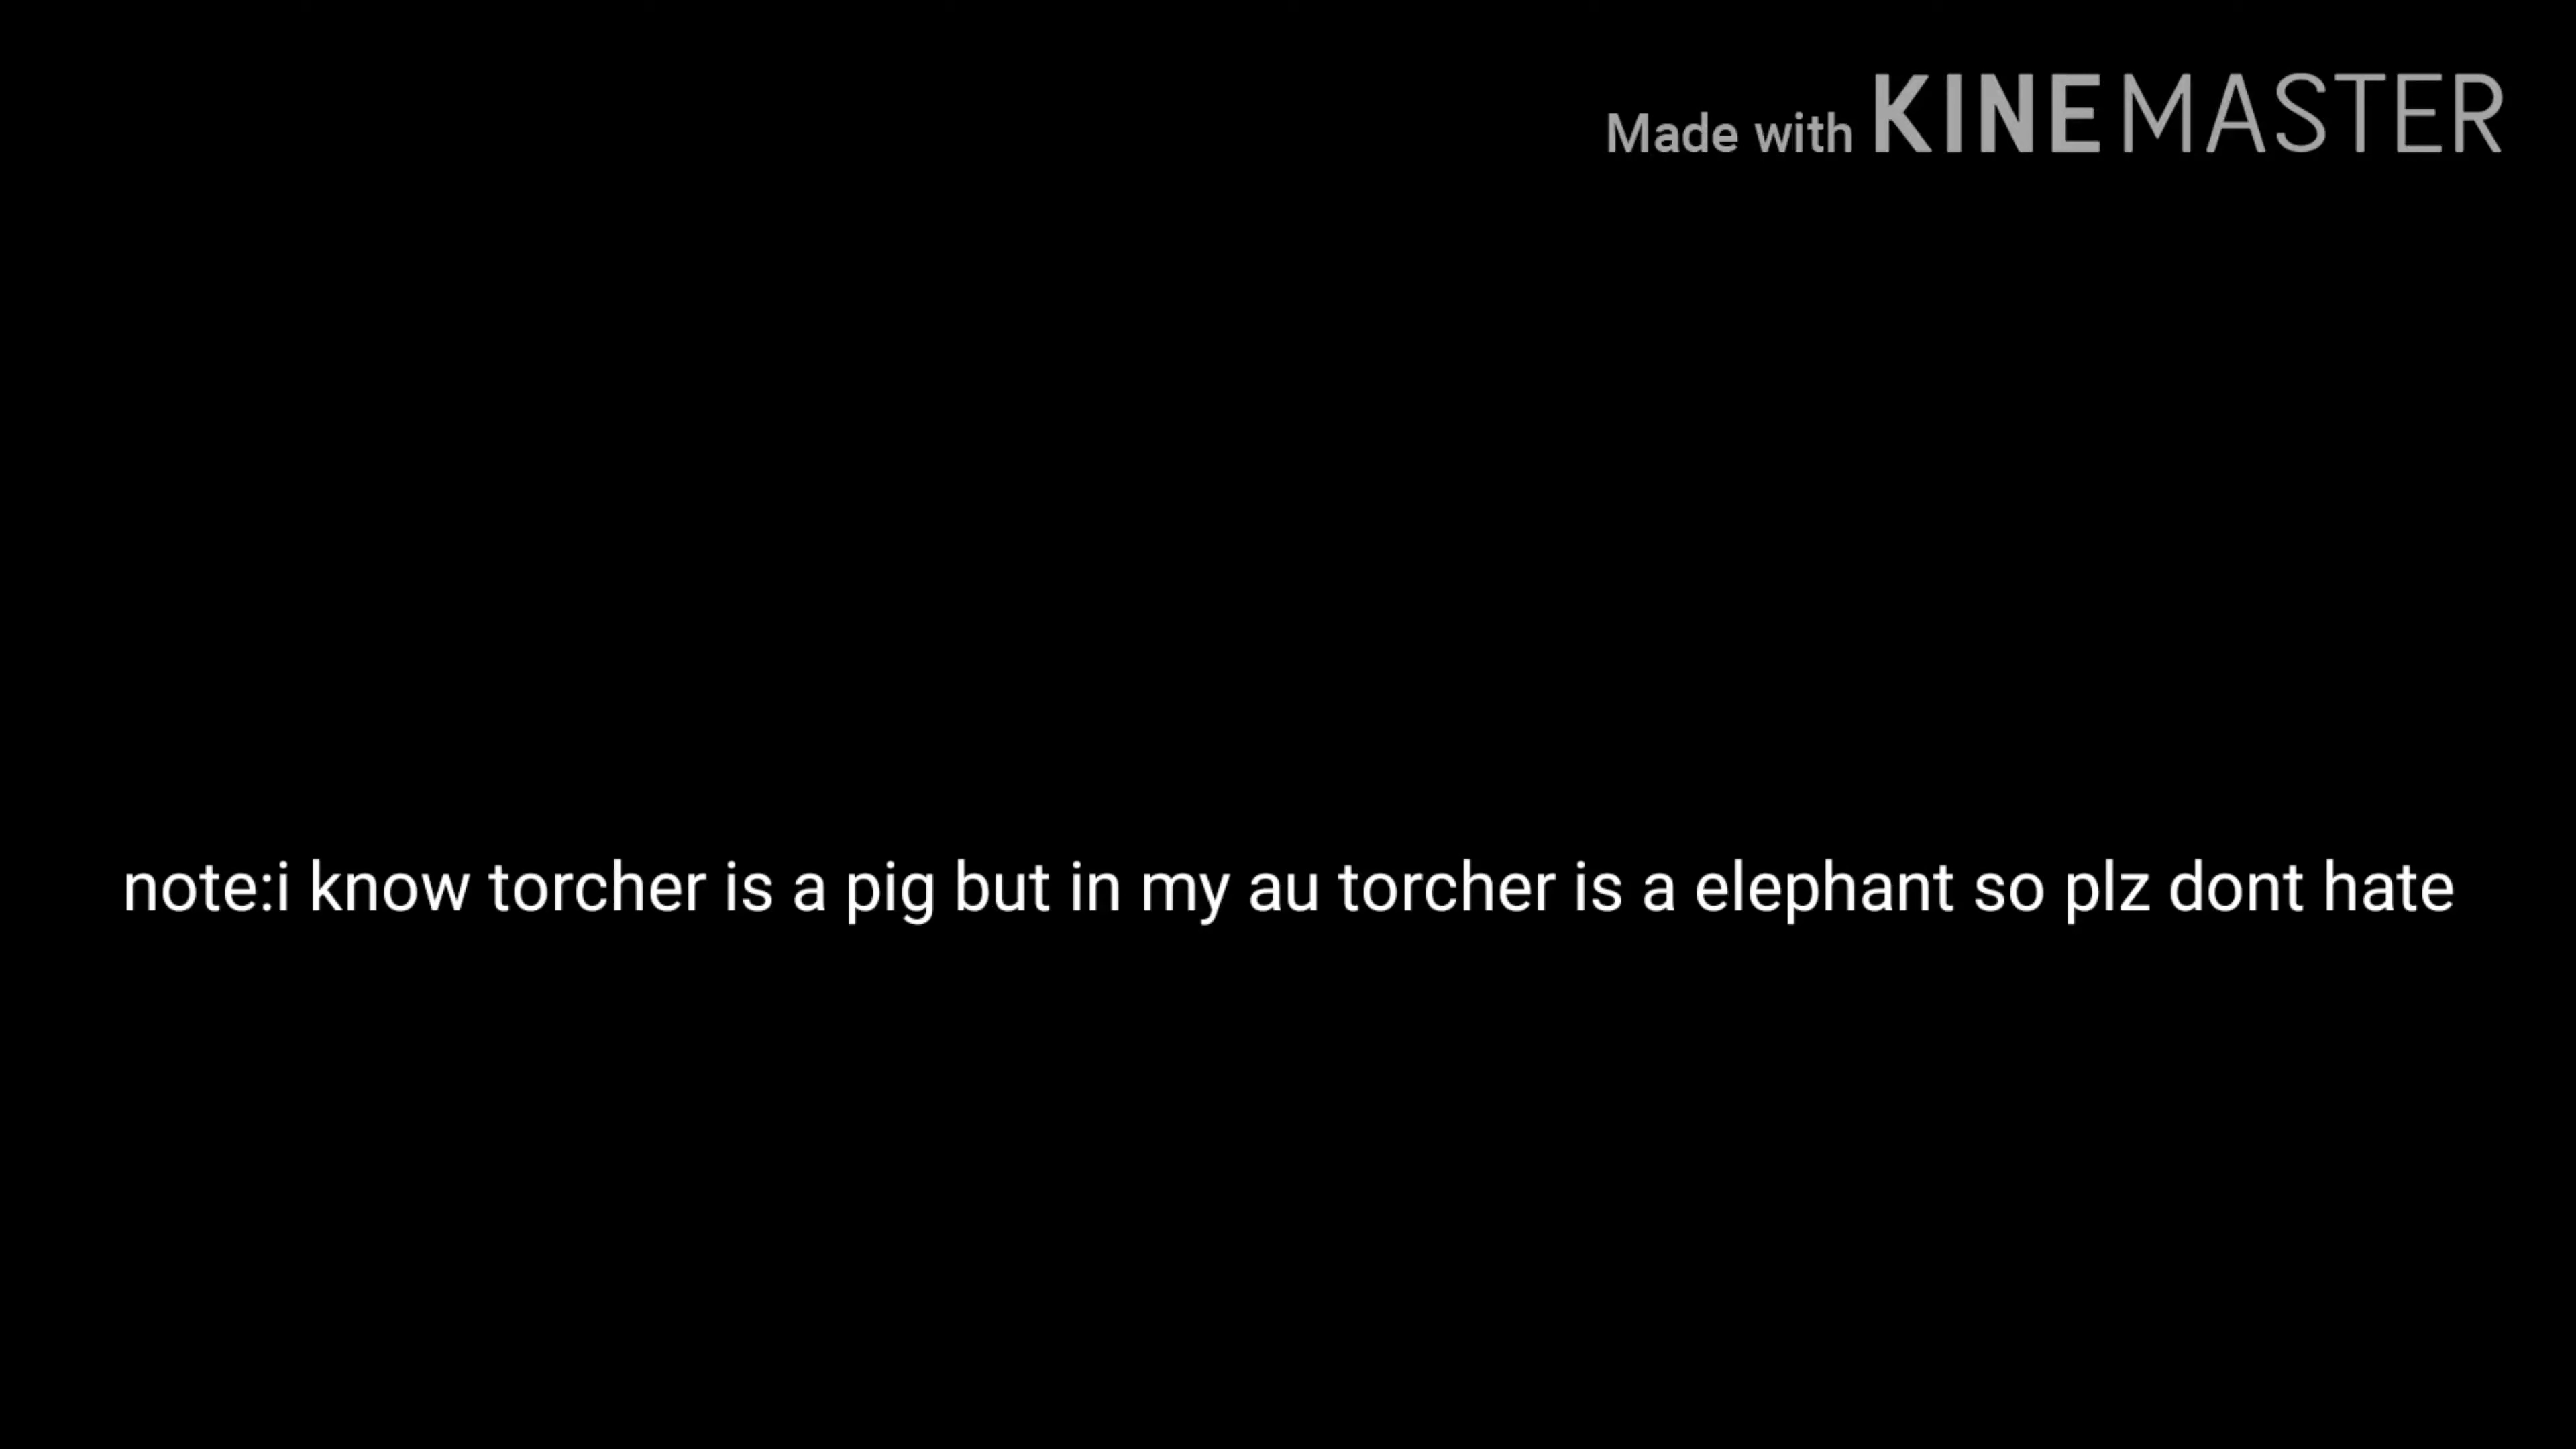 Made with KINEMASTER
note:i know torcher is a pig but in my au torcher is a elephant so plz dont hate